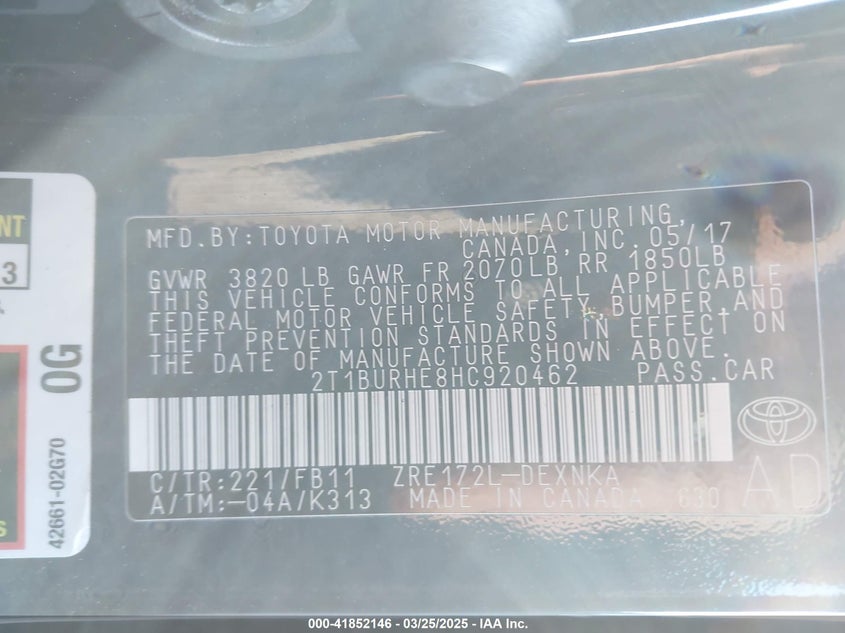 MFD.BY:TOYOTA MOTOR MANUFACTURING,
CANADA,INC.05/17
GVWR 3820 LB GAWR FR 2070LB, RR 1850LB
THIS VEHICLE CONFORMS TO ALL APPLICABLE
FEDERAL MOTOR VEHICLE SAFETY, BUMPER,AND
THEFT PREVENTION STANDARDS IN EFFECT ON
THE DATE OF MANUFACTURE SHOWN ABOVE.
2T1BURHE8HC920462 PASS.CAR
C/TR:221/FB11 ZRE172L-DEXNKA
A/TM:-04A/K313 MADE IN CANADA 630
AD
NT
3
0G
42661-02G70
S
000-41852146 - 03/25/2025 - IAA Inc.